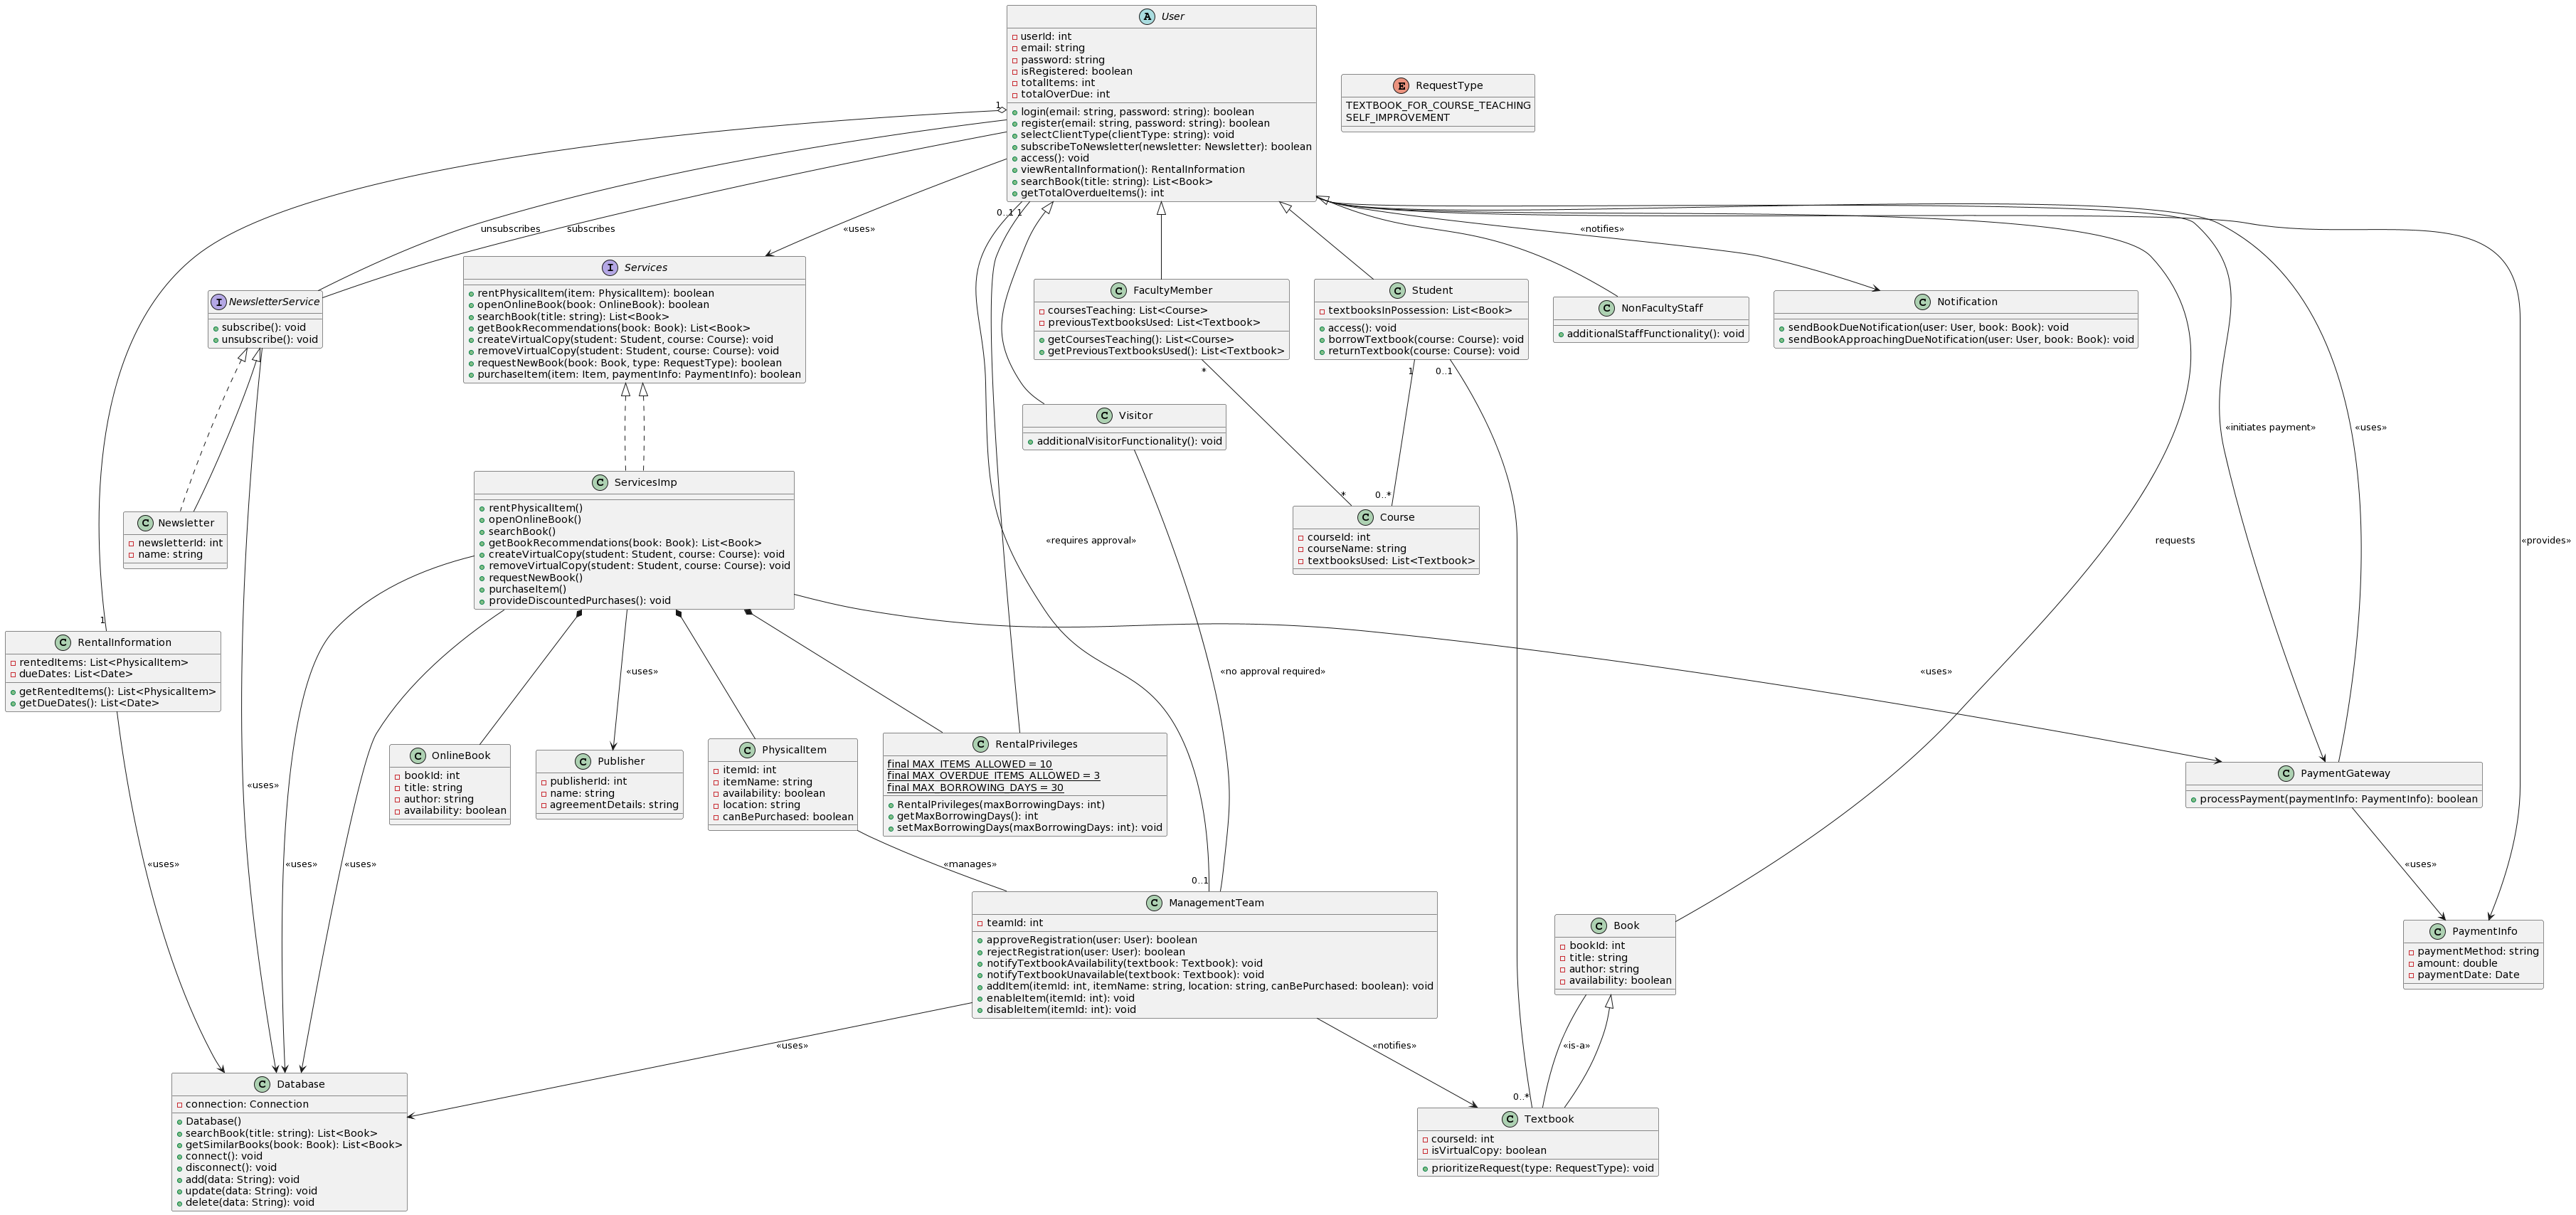 User
userId: int
email: string
password: string
isRegistered: boolean
totalItems: int
totalOverDue: int
login(email: string, password: string): boolean
register(email: string, password: string): boolean
selectClientType(clientType: string): void
subscribeToNewsletter(newsletter: Newsletter): boolean
access(): void
viewRentalInformation(): RentalInformation
searchBook(title: string): List<Book>
getTotalOverdueItems(): int
RequestType
TEXTBOOK_FOR_COURSE_TEACHING
SELF_IMPROVEMENT
1
0..1
1
unsubscribes
subscribes
«uses»
«notifies»
NewsletterService
subscribe(): void
unsubscribe(): void
Services
rentPhysicalItem(item: PhysicalItem): boolean
openOnlineBook(book: OnlineBook): boolean
searchBook(title: string): List<Book>
getBookRecommendations(book: Book): List<Book>
createVirtualCopy(student: Student, course: Course): void
removeVirtualCopy(student: Student, course: Course): void
requestNewBook(book: Book, type: RequestType): boolean
purchaseItem(item: Item, paymentInfo: PaymentInfo): boolean
FacultyMember
coursesTeaching: List<Course>
previousTextbooksUsed: List<Textbook>
getCoursesTeaching(): List<Course>
getPreviousTextbooksUsed(): List<Textbook>
Student
textbooksInPossession: List<Book>
access(): void
borrowTextbook(course: Course): void
returnTextbook(course: Course): void
NonFacultyStaff
additionalStaffFunctionality(): void
Notification
sendBookDueNotification(user: User, book: Book): void
sendBookApproachingDueNotification(user: User, book: Book): void
*
1
0..1
Visitor
additionalVisitorFunctionality(): void
«initiates payment»
«uses»
*
0..*
Newsletter
newsletterId: int
name: string
ServicesImp
rentPhysicalItem()
openOnlineBook()
searchBook()
getBookRecommendations(book: Book): List<Book>
createVirtualCopy(student: Student, course: Course): void
removeVirtualCopy(student: Student, course: Course): void
requestNewBook()
purchaseItem()
provideDiscountedPurchases(): void
Course
courseId: int
courseName: string
textbooksUsed: List<Textbook>
«requires approval»
requests
«provides»
1
RentalInformation
rentedItems: List<PhysicalItem>
dueDates: List<Date>
getRentedItems(): List<PhysicalItem>
getDueDates(): List<Date>
«uses»
«no approval required»
«uses»
OnlineBook
bookId: int
title: string
author: string
availability: boolean
Publisher
publisherId: int
name: string
agreementDetails: string
PhysicalItem
itemId: int
itemName: string
availability: boolean
location: string
canBePurchased: boolean
RentalPrivileges
final MAX_ITEMS_ALLOWED = 10
final MAX_OVERDUE_ITEMS_ALLOWED = 3
final MAX_BORROWING_DAYS = 30
RentalPrivileges(maxBorrowingDays: int)
getMaxBorrowingDays(): int
setMaxBorrowingDays(maxBorrowingDays: int): void
PaymentGateway
processPayment(paymentInfo: PaymentInfo): boolean
«uses»
«uses»
«uses»
«uses»
«manages»
«uses»
0..1
ManagementTeam
teamId: int
approveRegistration(user: User): boolean
rejectRegistration(user: User): boolean
notifyTextbookAvailability(textbook: Textbook): void
notifyTextbookUnavailable(textbook: Textbook): void
addItem(itemId: int, itemName: string, location: string, canBePurchased: boolean): void
enableItem(itemId: int): void
disableItem(itemId: int): void
Book
bookId: int
title: string
author: string
availability: boolean
PaymentInfo
paymentMethod: string
amount: double
paymentDate: Date
«uses»
«notifies»
«is-a»
0..*
Database
connection: Connection
Database()
searchBook(title: string): List<Book>
getSimilarBooks(book: Book): List<Book>
connect(): void
disconnect(): void
add(data: String): void
update(data: String): void
delete(data: String): void
Textbook
courseId: int
isVirtualCopy: boolean
prioritizeRequest(type: RequestType): void